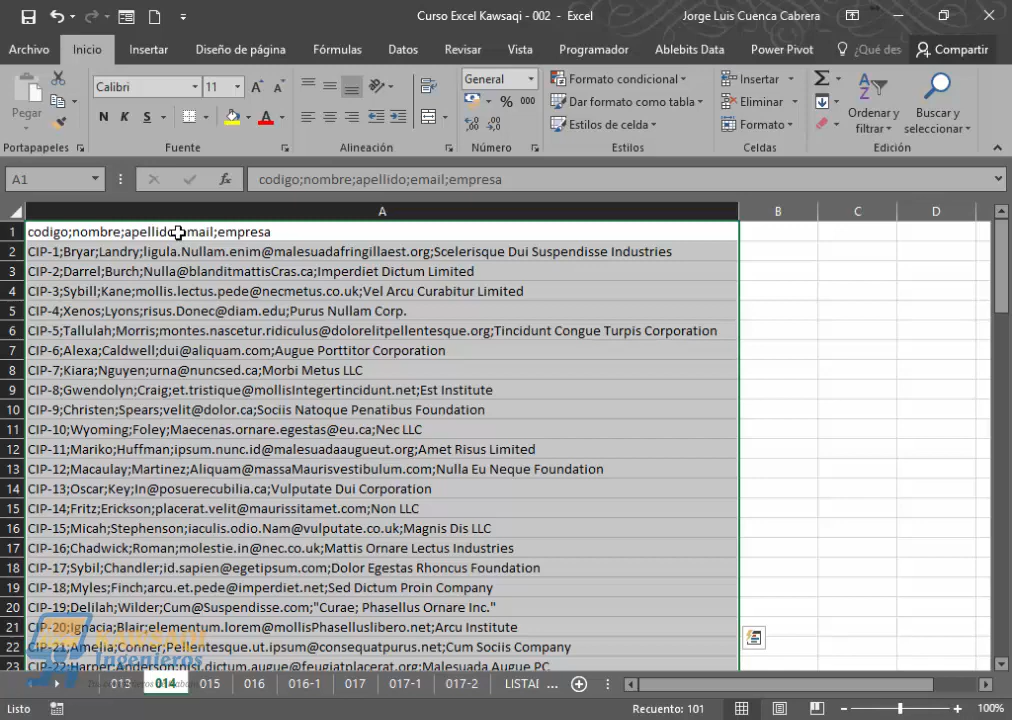 Curso Excel Kawsaqi - 002 - Excel
Jorge Luis Cuenca Cabrera
Archivo Inicio Insertar Diseño de página Fórmulas Datos Revisar Vista Programador Ablebits Data Power Pivot ¿Qué des Compartir
Pegar
Calibri 11
N K S
General
% 000
Formato condicional
Dar formato como tabla
Estilos de celda
Insertar
Eliminar
Formato
Ordenar y filtrar
Buscar y seleccionar
Portapapeles Fuente Alineación Número Estilos Celdas Edición
A1 fx codigo;nombre;apellido;email;empresa
A B C D
1 codigo;nombre;apellido;email;empresa
2 CIP-1;Bryar;Landry;ligula.Nullam.enim@malesuadafringillaest.org;Scelerisque Dui Suspendisse Industries
3 CIP-2;Darrel;Burch;Nulla@blanditmattisCras.ca;Imperdiet Dictum Limited
4 CIP-3;Sybill;Kane;mollis.lectus.pede@necmetus.co.uk;Vel Arcu Curabitur Limited
5 CIP-4;Xenos;Lyons;risus.Donec@diam.edu;Purus Nullam Corp.
6 CIP-5;Tallulah;Morris;montes.nascetur.ridiculus@dolorelitpellentesque.org;Tincidunt Congue Turpis Corporation
7 CIP-6;Alexa;Caldwell;dui@aliquam.com;Augue Porttitor Corporation
8 CIP-7;Kiara;Nguyen;urna@nuncsed.ca;Morbi Metus LLC
9 CIP-8;Gwendolyn;Craig;et.tristique@mollisIntegertincidunt.net;Est Institute
10 CIP-9;Christen;Spears;velit@dolor.ca;Sociis Natoque Penatibus Foundation
11 CIP-10;Wyoming;Foley;Maecenas.ornare.egestas@eu.ca;Nec LLC
12 CIP-11;Mariko;Huffman;ipsum.nunc.id@malesuadaaugueut.org;Amet Risus Limited
13 CIP-12;Macaulay;Martinez;Aliquam@massaMaurisvestibulum.com;Nulla Eu Neque Foundation
14 CIP-13;Oscar;Key;In@posuerecubilia.ca;Vulputate Dui Corporation
15 CIP-14;Fritz;Erickson;placerat.velit@maurissitamet.com;Non LLC
16 CIP-15;Micah;Stephenson;iaculis.odio.Nam@vulputate.co.uk;Magnis Dis LLC
17 CIP-16;Chadwick;Roman;molestie.in@nec.co.uk;Mattis Ornare Lectus Industries
18 CIP-17;Sybil;Chandler;id.sapien@egetipsum.com;Dolor Egestas Rhoncus Foundation
19 CIP-18;Myles;Finch;arcu.et.pede@imperdiet.net;Sed Dictum Proin Company
20 CIP-19;Delilah;Wilder;Cum@Suspendisse.com;"Curae; Phasellus Ornare Inc."
21 CIP-20;Ignacia;Blair;elementum.lorem@mollisPhaselluslibero.net;Arcu Institute
22 CIP-21;Amelia;Conner;Pellentesque.ut.ipsum@consequatpurus.net;Cum Sociis Company
23 CIP-22;Harper;Anderson;nisi.dictum.augue@feugiatplacerat.org;Malesuada Augue PC
KAWSAQI
Ingenieros
013 014 015 016 016-1 017 017-1 017-2 LISTAI ...
Listo Recuento: 101 100%